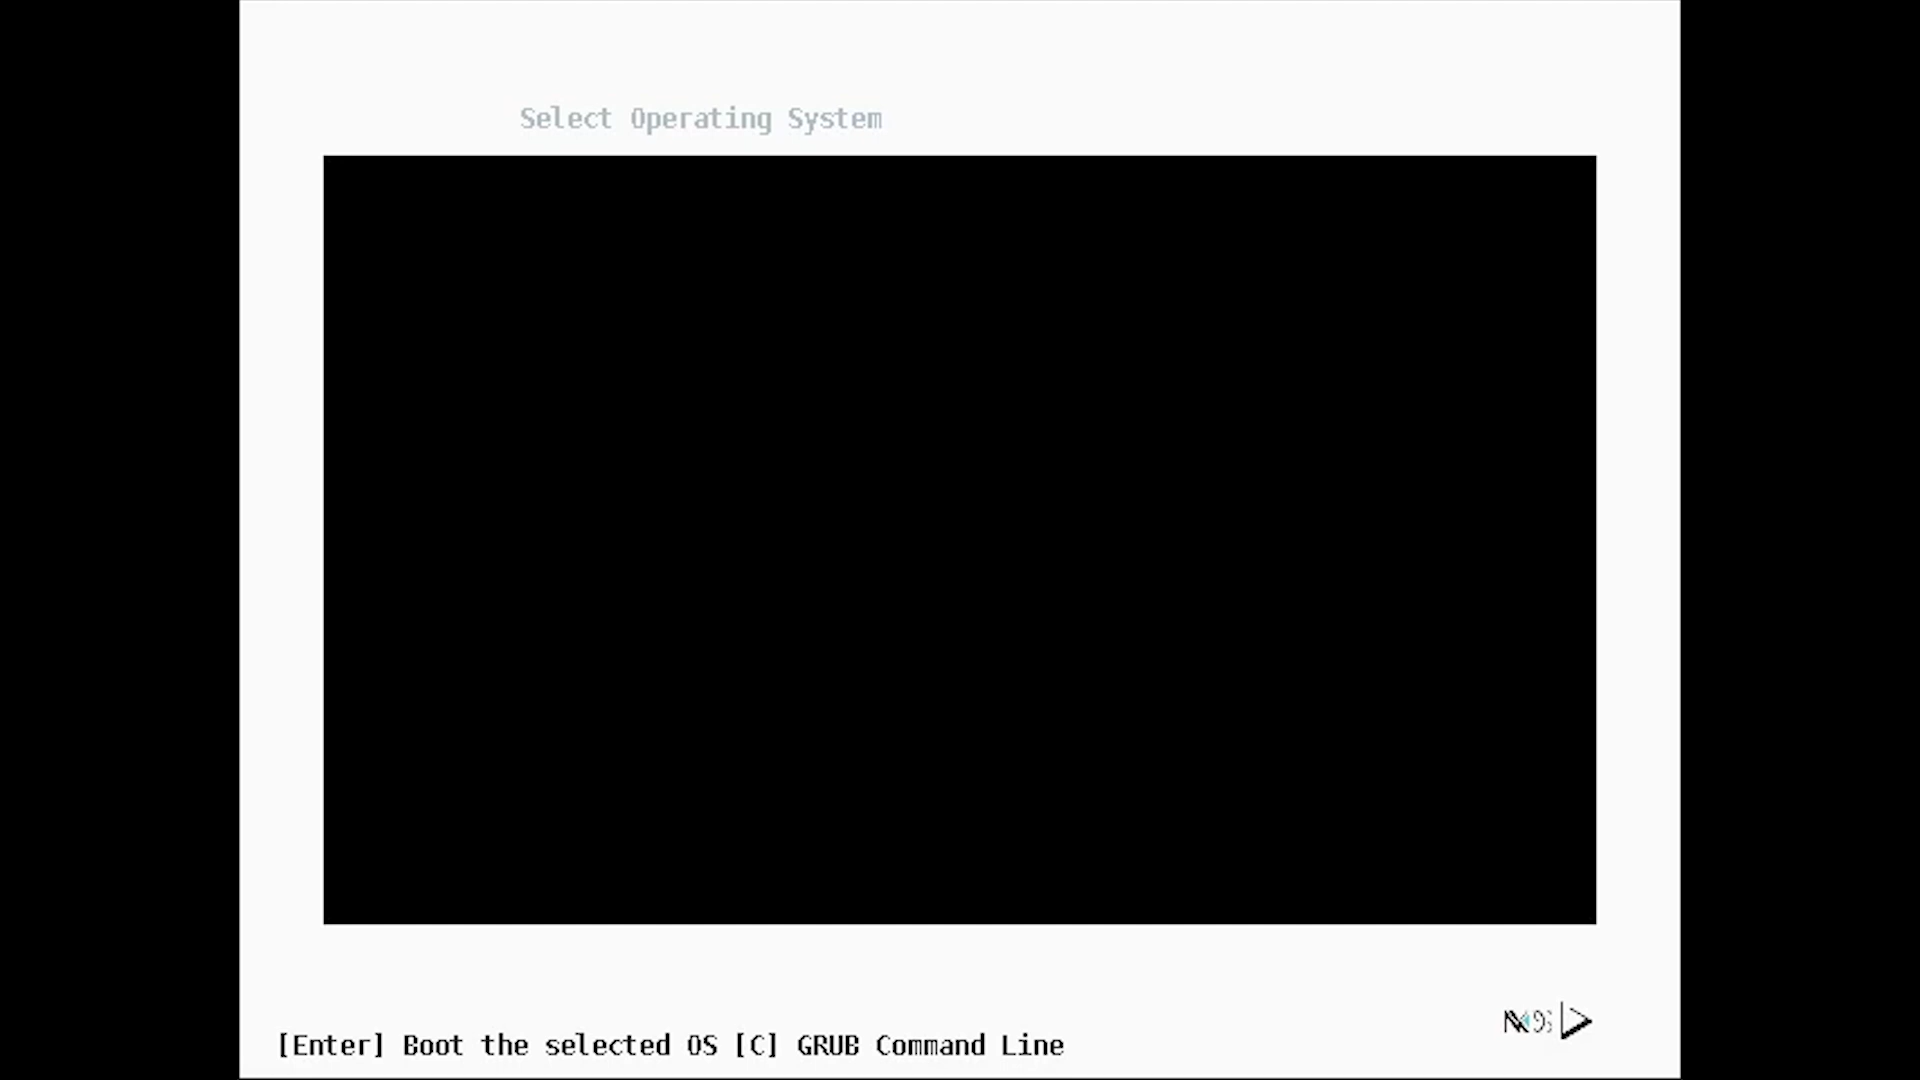 Select Operating System
[Enter] Boot the selected OS [C] GRUB Command Line